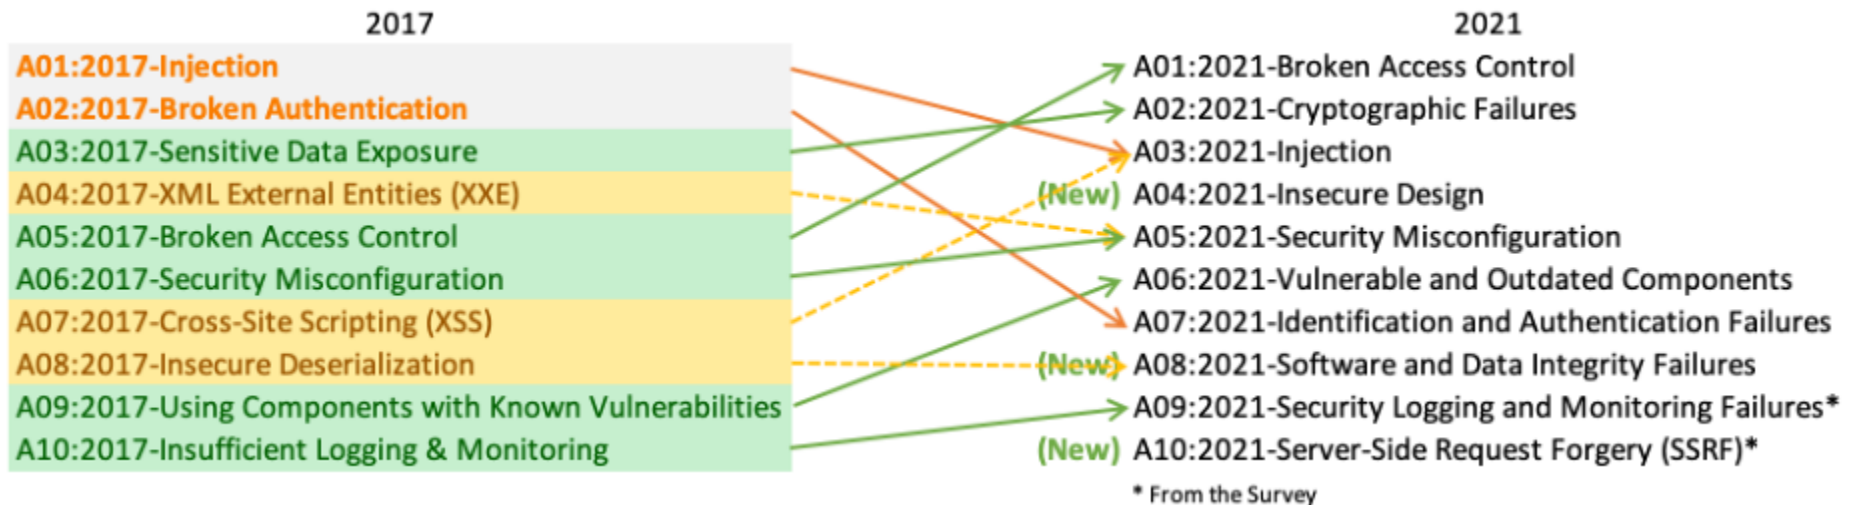 2017
A01:2017-Injection
A02:2017-Broken Authentication
A03:2017-Sensitive Data Exposure
A04:2017-XML External Entities (XXE)
A05:2017-Broken Access Control
A06:2017-Security Misconfiguration
A07:2017-Cross-Site Scripting (XSS)
A08:2017-Insecure Deserialization
A09:2017-Using Components with Known Vulnerabilities
A10:2017-Insufficient Logging & Monitoring
2021
A01:2021-Broken Access Control
A02:2021-Cryptographic Failures
A03:2021-Injection
(New) A04:2021-Insecure Design
A05:2021-Security Misconfiguration
A06:2021-Vulnerable and Outdated Components
A07:2021-Identification and Authentication Failures
(New) A08:2021-Software and Data Integrity Failures
A09:2021-Security Logging and Monitoring Failures*
(New) A10:2021-Server-Side Request Forgery (SSRF)*
* From the Survey